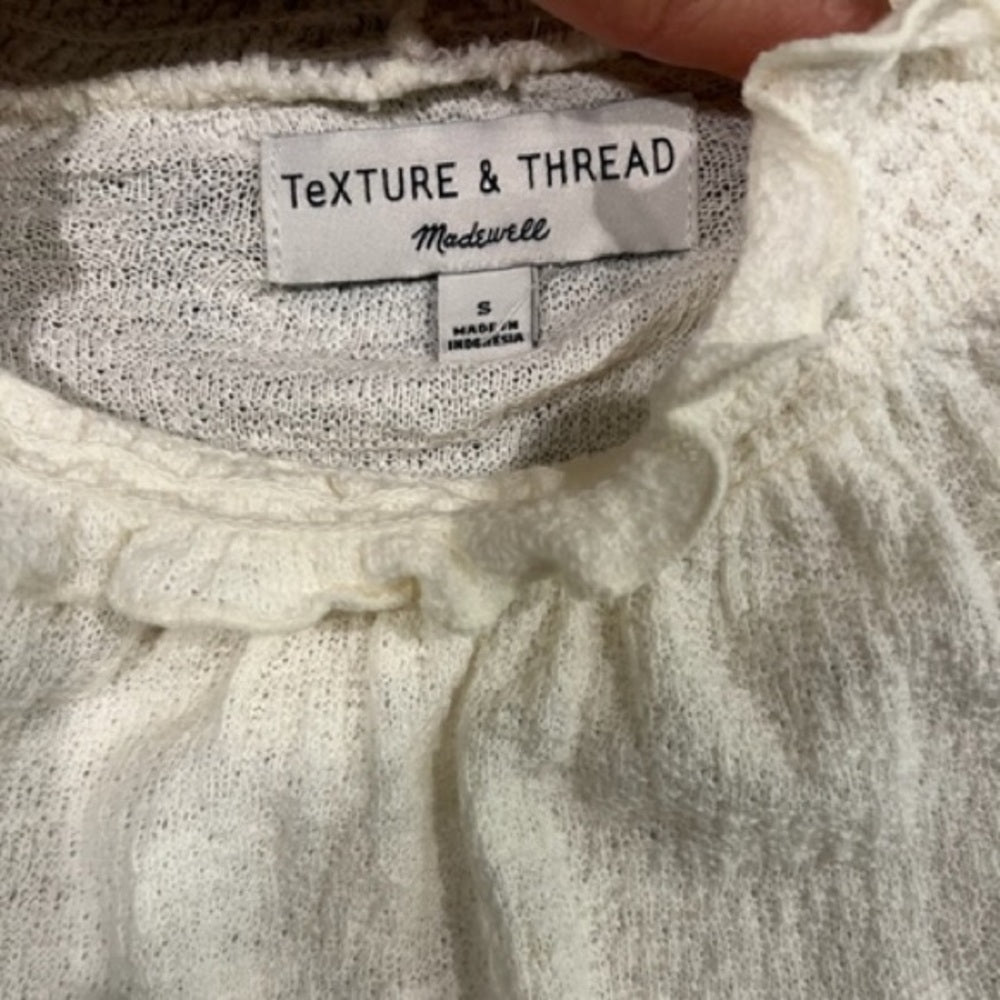 TeXTURE & THREAD
Madewell
S
MADE IN
INDONESIA